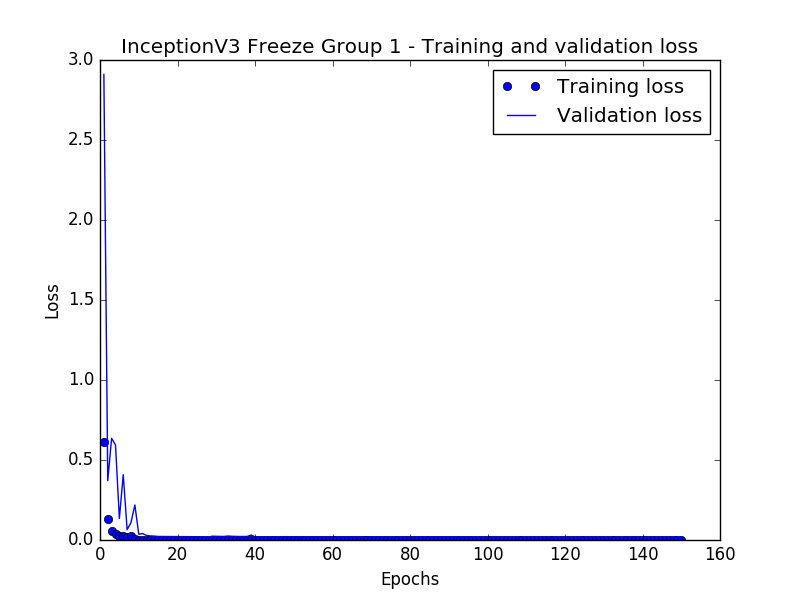 InceptionV3 Freeze Group 1 - Training and validation loss
Training loss
Validation loss
3.0
2.5
2.0
1.5
1.0
0.5
0.0
Loss
0 20 40 60 80 100 120 140 160
Epochs